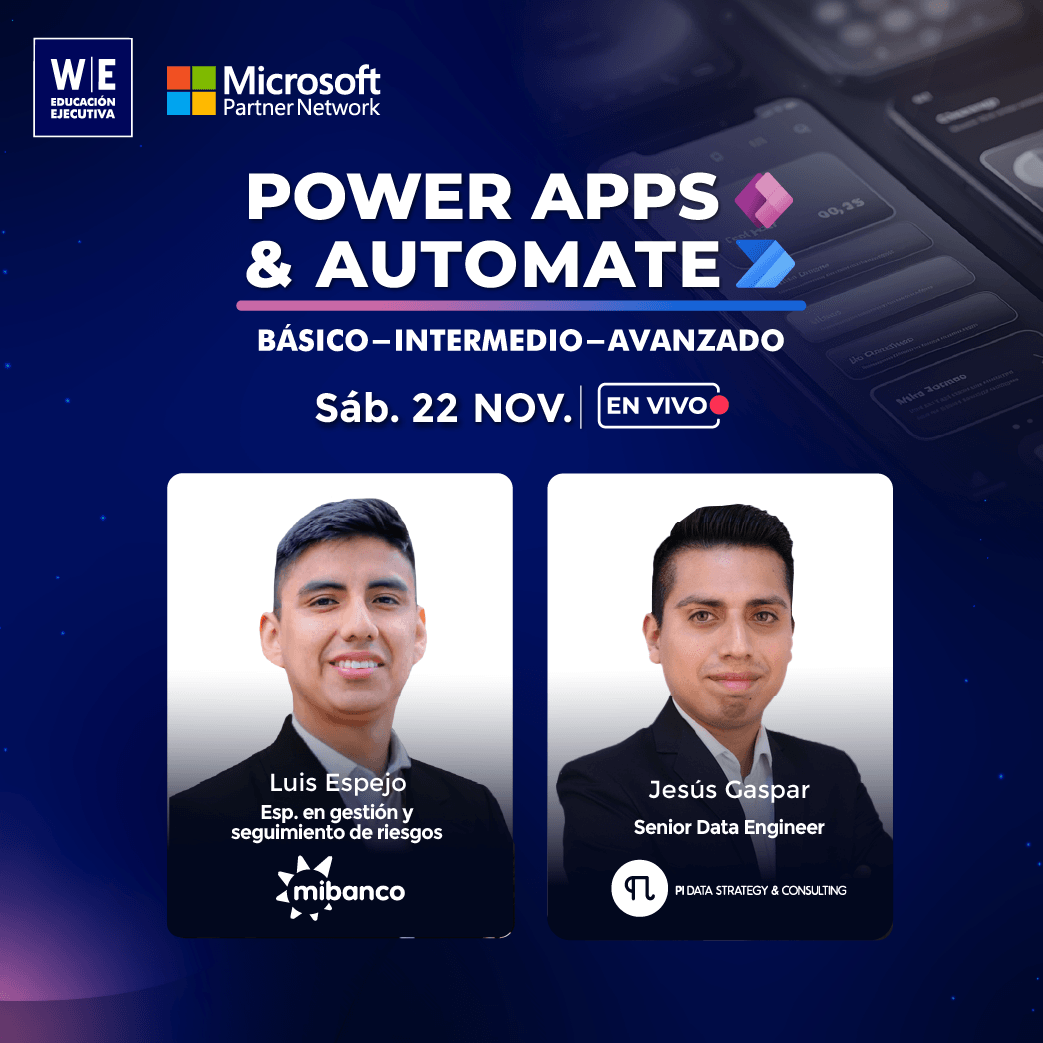 W|E
EDUCACIÓN
EJECUTIVA
Microsoft
Partner Network
POWER APPS
& AUTOMATE
BÁSICO–INTERMEDIO–AVANZADO
Sáb. 22 NOV.
EN VIVO
Luis Espejo
Esp. en gestión y
seguimiento de riesgos
mibanco
Jesús Gaspar
Senior Data Engineer
PI DATA STRATEGY & CONSULTING